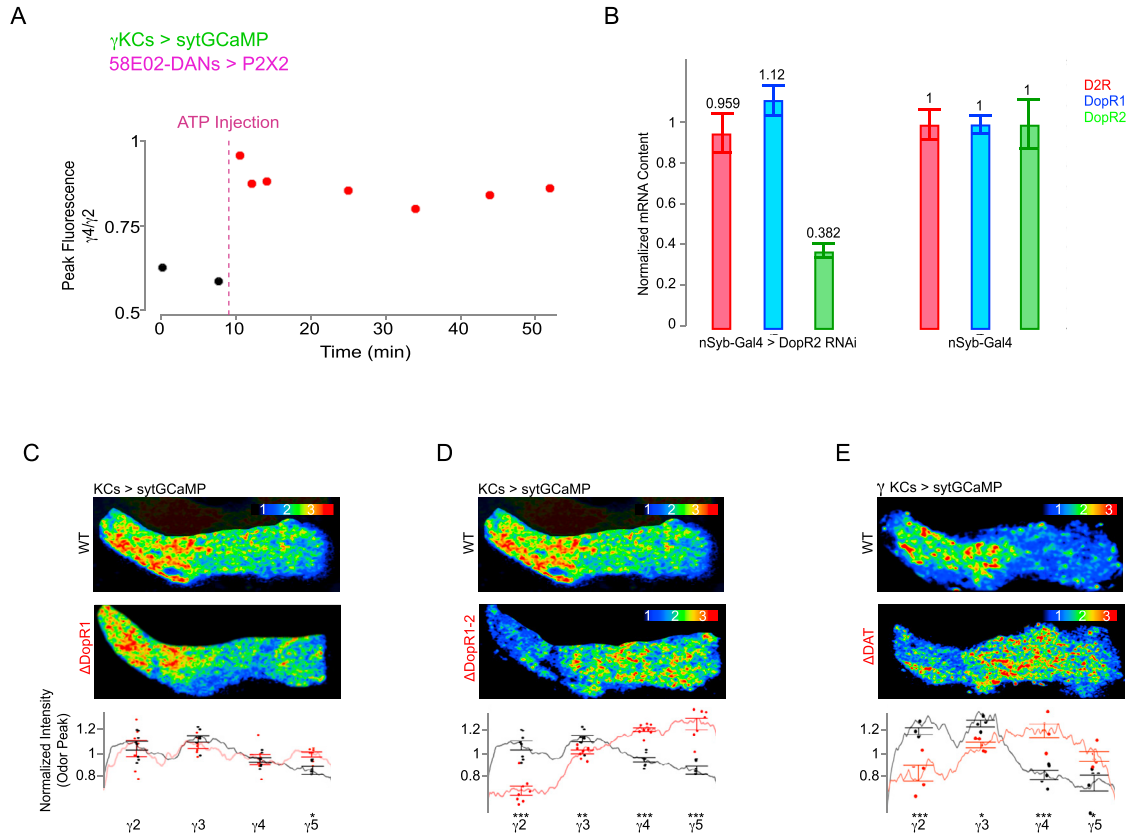 A
γKCs > sytGCaMP
58E02-DANs > P2X2
ATP Injection
Peak Fluorescence
γ4/γ2
1
0.75
0.5
0
10
20
30
40
50
Time (min)
B
Normalized mRNA Content
1
0.8
0.6
0.4
0.2
0
0.959
1.12
0.382
1
1
1
nSyb-Gal4 > DopR2 RNAi
nSyb-Gal4
D2R
DopR1
DopR2
C
KCs > sytGCaMP
WT
1 2 3
ΔDopR1
Normalized Intensity
(Odor Peak)
1.2
1
0.8
*
γ2 γ3 γ4 γ5
D
KCs > sytGCaMP
WT
1 2 3
ΔDopR1-2
1 2 3
1.2
1
0.8
*** ** *** ***
γ2 γ3 γ4 γ5
E
γ KCs > sytGCaMP
WT
1 2 3
ΔDAT
1 2 3
1.2
1
0.8
*** * *** *
γ2 γ3 γ4 γ5